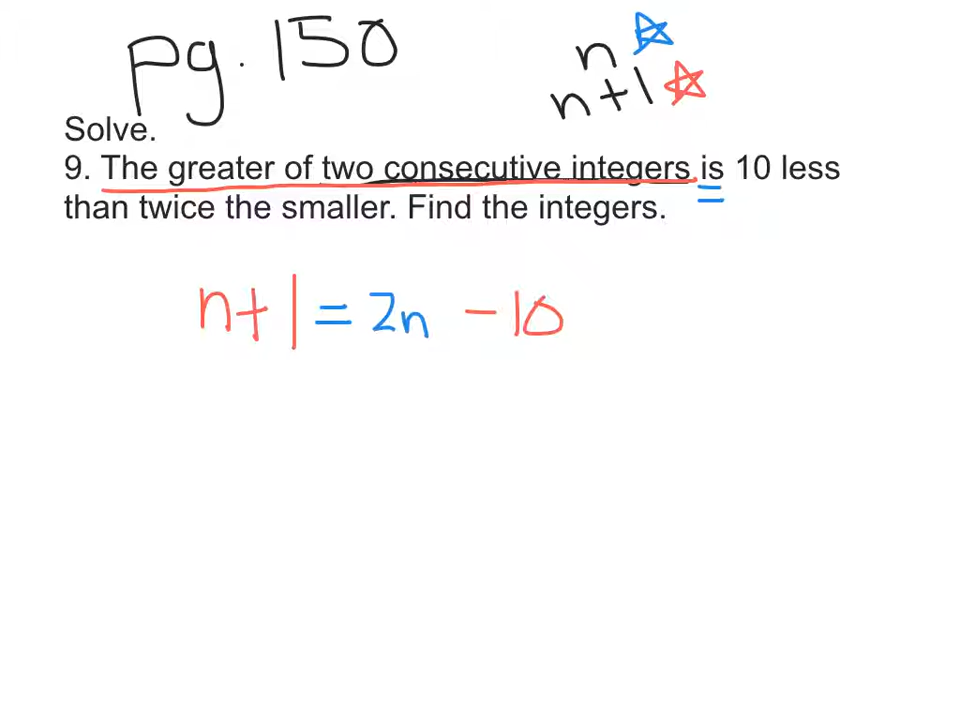 pg. 150
n
n+1
Solve.
9. The greater of two consecutive integers is 10 less
=
than twice the smaller. Find the integers.
n+1 = 2n - 10